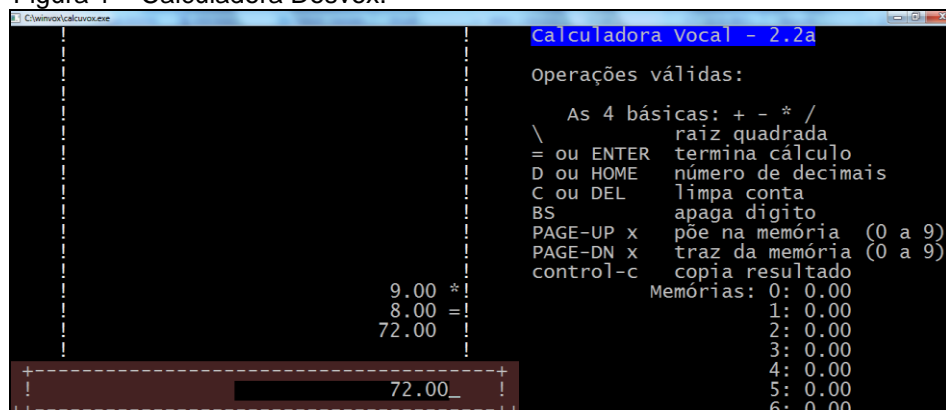 Figura 1 – Calculadora Dosvox.
C:\winvox\calcuvox.exe
Calculadora Vocal - 2.2a
Operações válidas:
As 4 básicas: + - * /
\ raiz quadrada
= ou ENTER termina cálculo
D ou HOME número de decimais
C ou DEL limpa conta
BS apaga digito
PAGE-UP x põe na memória (0 a 9)
PAGE-DN x traz da memória (0 a 9)
control-c copia resultado
9.00 *
8.00 =
72.00
Memórias: 0: 0.00
1: 0.00
2: 0.00
3: 0.00
4: 0.00
5: 0.00
6: 0.00
72.00_